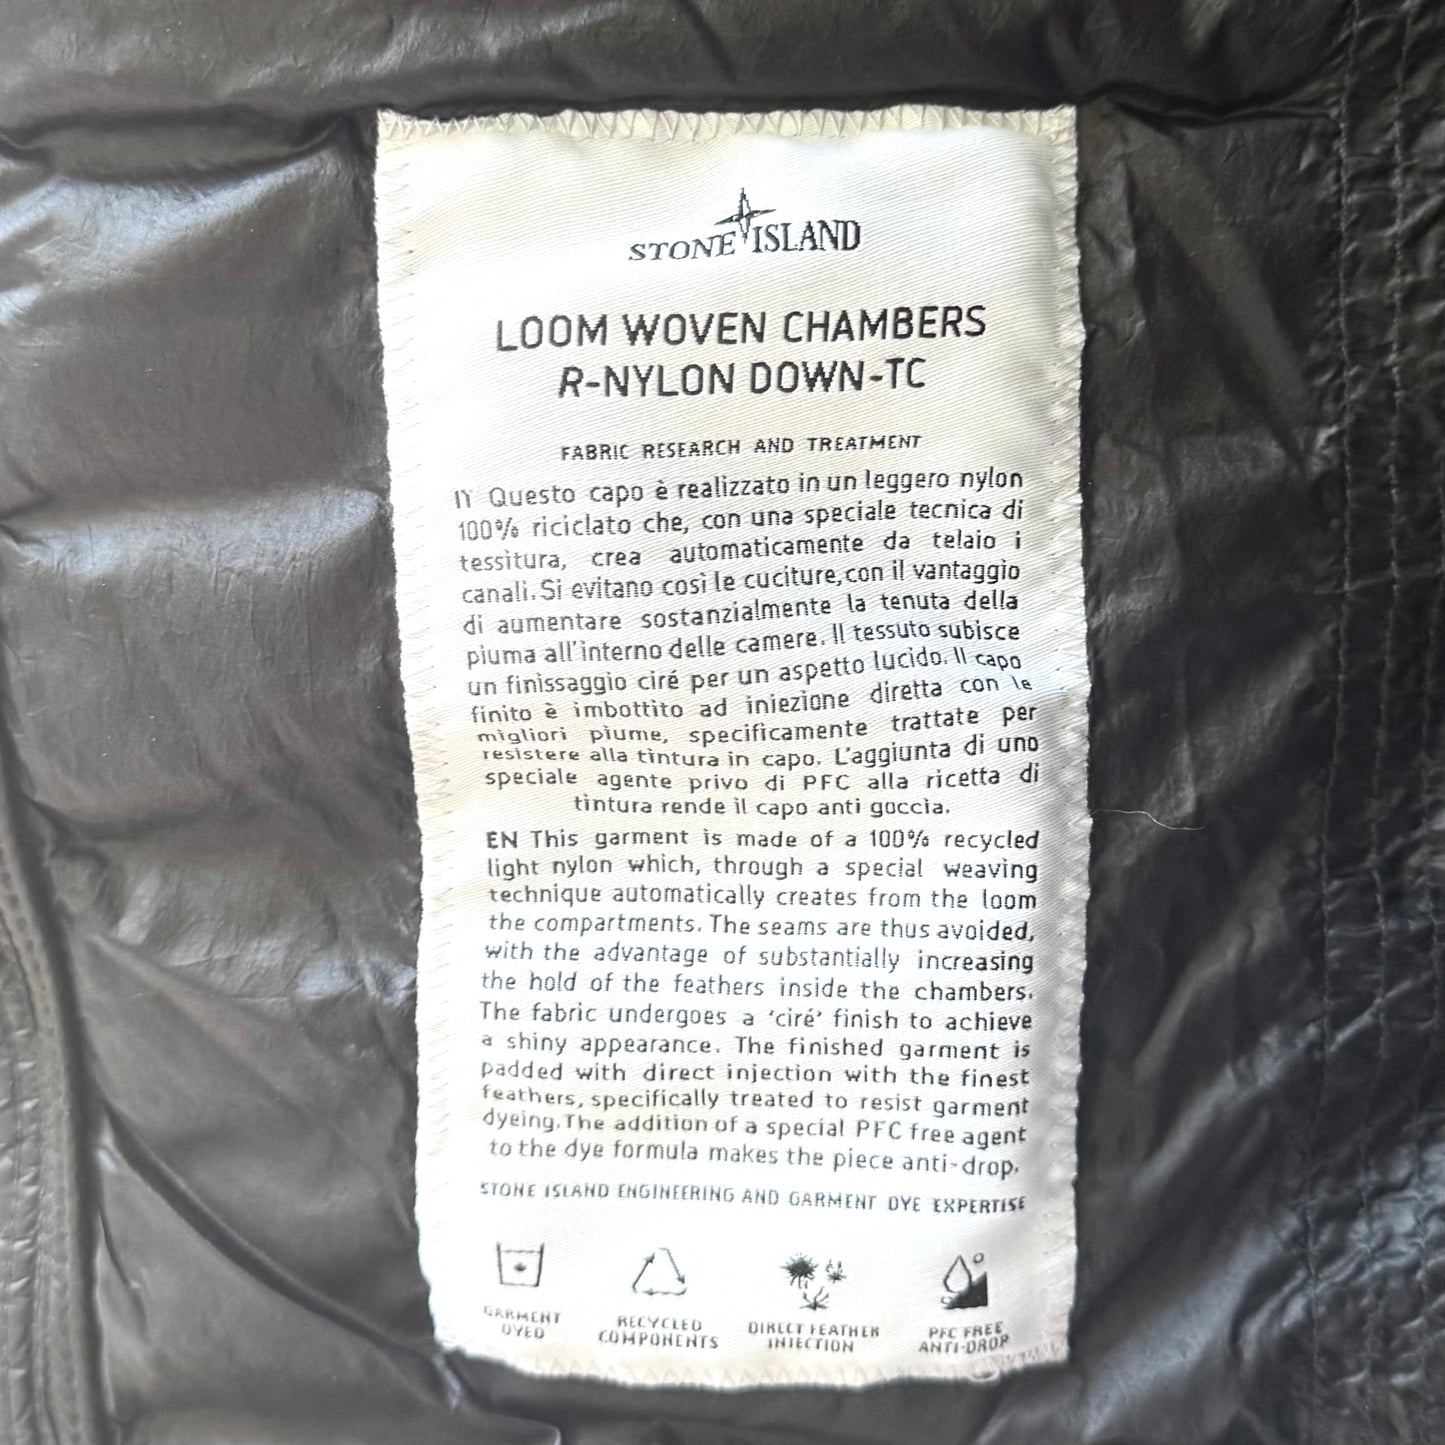 STONE ISLAND
LOOM WOVEN CHAMBERS
R-NYLON DOWN-TC
FABRIC RESEARCH AND TREATMENT
IT Questo capo è realizzato in un leggero nylon
100% riciclato che, con una speciale tecnica di
tessitura, crea automaticamente da telaio i
canali. Si evitano così le cuciture, con il vantaggio
di aumentare sostanzialmente la tenuta della
piuma all'interno delle camere. Il tessuto subisce
un finissaggio ciré per un aspetto lucido. Il capo
finito è imbottito ad iniezione diretta con le
migliori piume, specificamente trattate per
resistere alla tintura in capo. L'aggiunta di uno
speciale agente privo di PFC alla ricetta di
tintura rende il capo anti goccia.
EN This garment is made of a 100% recycled
light nylon which, through a special weaving
technique automatically creates from the loom
the compartments. The seams are thus avoided,
with the advantage of substantially increasing
the hold of the feathers inside the chambers.
The fabric undergoes a 'ciré' finish to achieve
a shiny appearance. The finished garment is
padded with direct injection with the finest
feathers, specifically treated to resist garment
dyeing. The addition of a special PFC free agent
to the dye formula makes the piece anti-drop.
STONE ISLAND ENGINEERING AND GARMENT DYE EXPERTISE
GARMENT
DYED
RECYCLED
COMPONENTS
DIRECT FEATHER
INJECTION
PFC FREE
ANTI-DROP